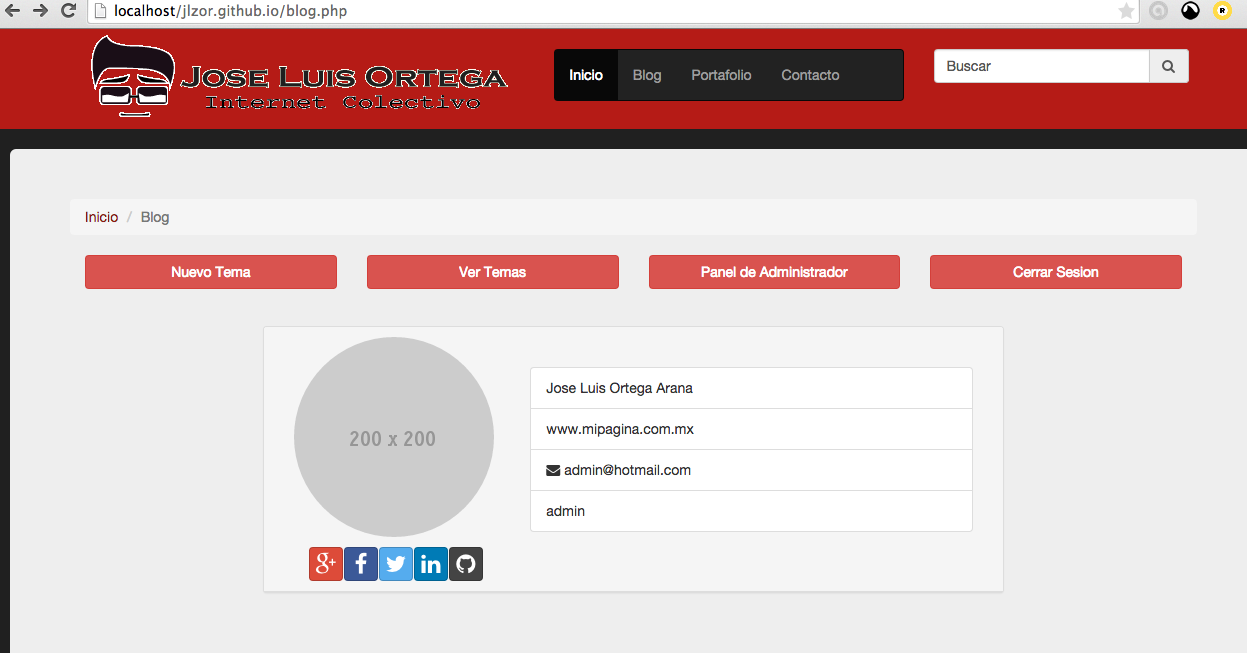 localhost/jlzor.github.io/blog.php
R
Jose Luis Ortega
Internet Colectivo
Inicio Blog Portafolio Contacto
Buscar
Inicio / Blog
Nuevo Tema Ver Temas Panel de Administrador Cerrar Sesion
200 x 200
Jose Luis Ortega Arana
www.mipagina.com.mx
admin@hotmail.com
admin
g+ f in